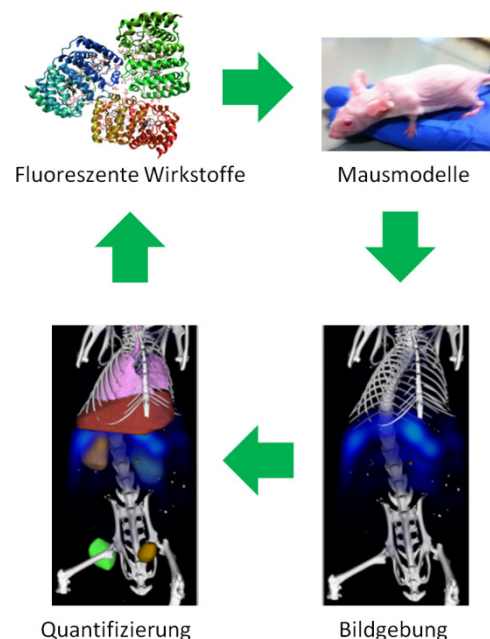 Fluoreszente Wirkstoffe
Mausmodelle
Quantifizierung
Bildgebung